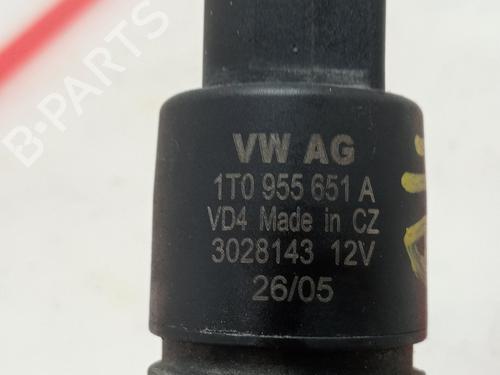 B-PARTS
VW AG
1T0 955 651 A
VD4 Made in CZ
3028143 12V
26/05